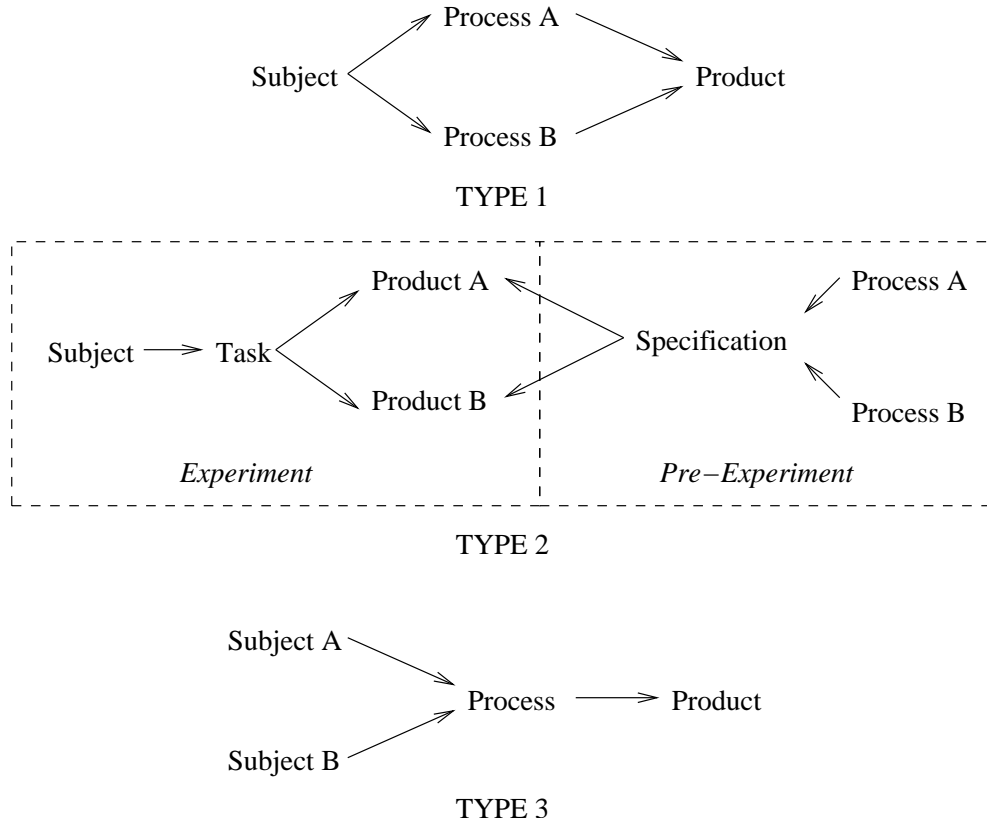 Process A
Subject
Product
Process B
TYPE 1
Product A
Process A
Subject
Task
Specification
Product B
Process B
Experiment
Pre−Experiment
TYPE 2
Subject A
Process
Product
Subject B
TYPE 3